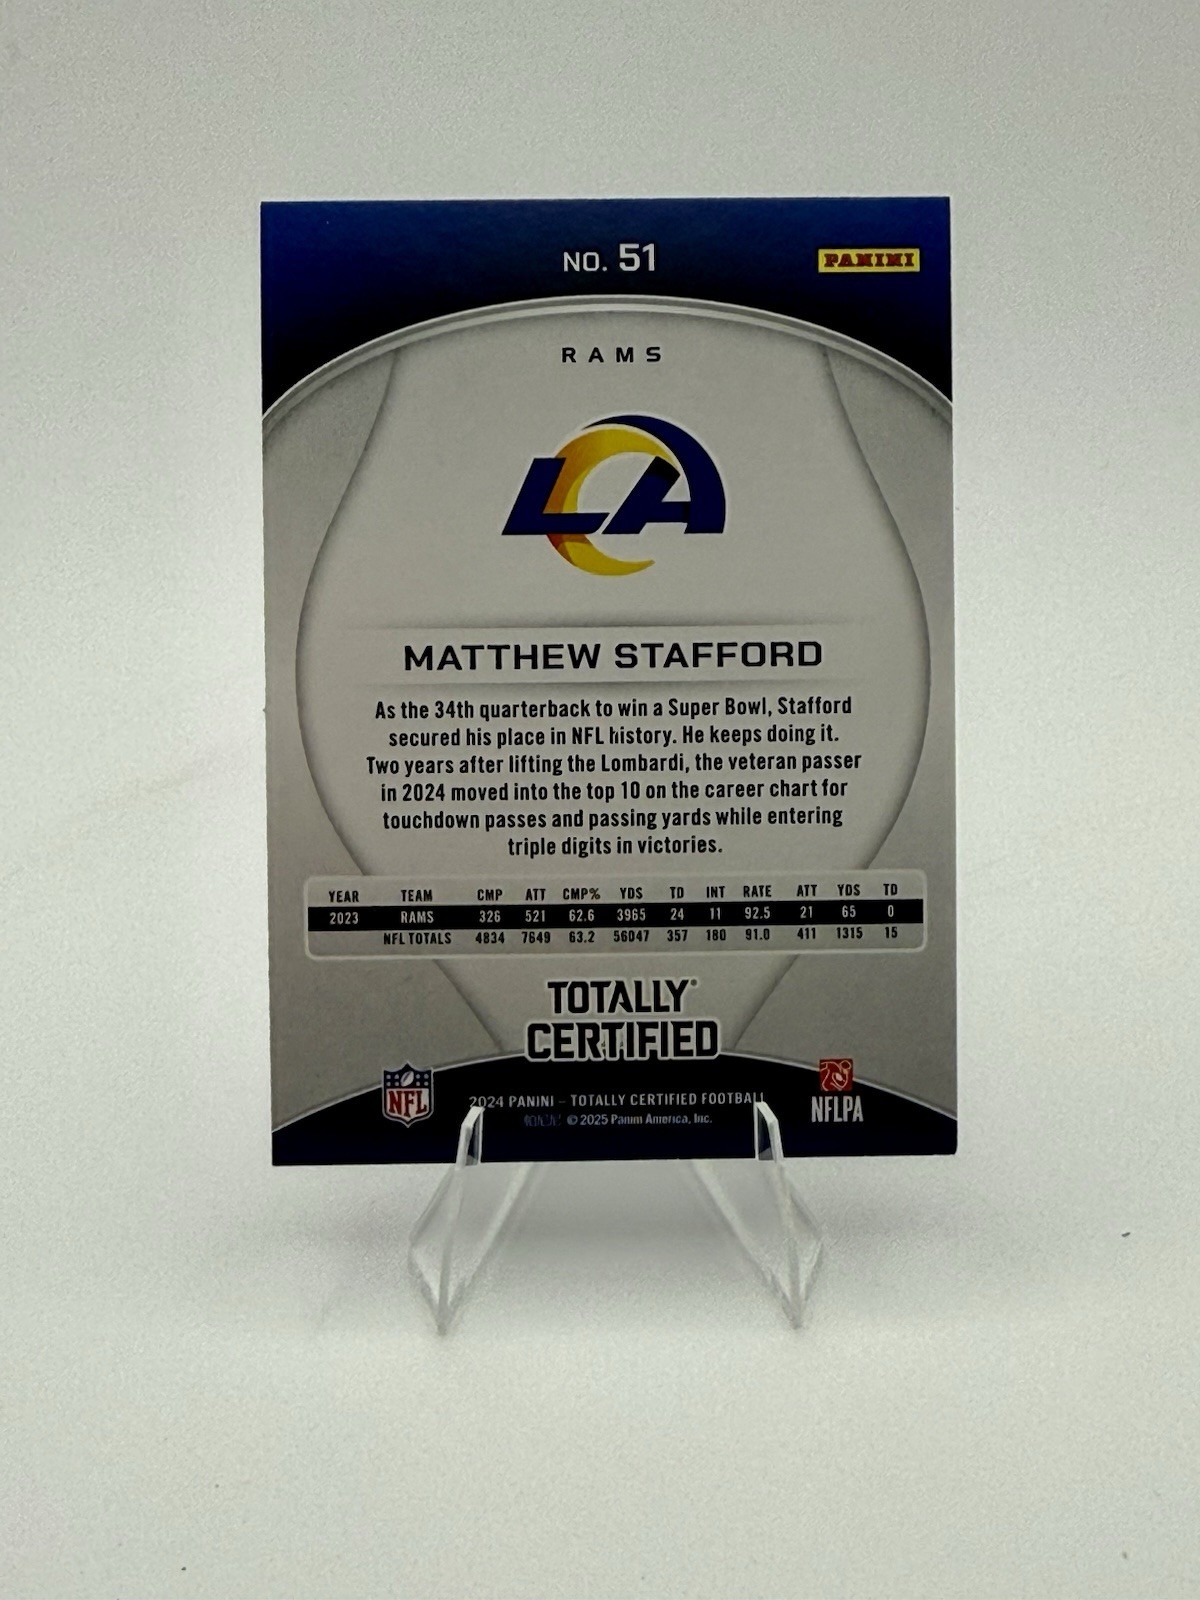 NO. 51
PANINI
RAMS
LA
MATTHEW STAFFORD
As the 34th quarterback to win a Super Bowl, Stafford
secured his place in NFL history. He keeps doing it.
Two years after lifting the Lombardi, the veteran passer
in 2024 moved into the top 10 on the career chart for
touchdown passes and passing yards while entering
triple digits in victories.
YEAR TEAM CMP ATT CMP% YDS TD INT RATE ATT YDS TD
2023 RAMS 326 521 62.6 3965 24 11 92.5 21 65 0
NFL TOTALS 4834 7649 63.2 56047 357 180 91.0 411 1315 15
TOTALLY®
CERTIFIED
NFL
NFLPA
2024 PANINI – TOTALLY CERTIFIED FOOTBALL
© 2025 Panini America, Inc.